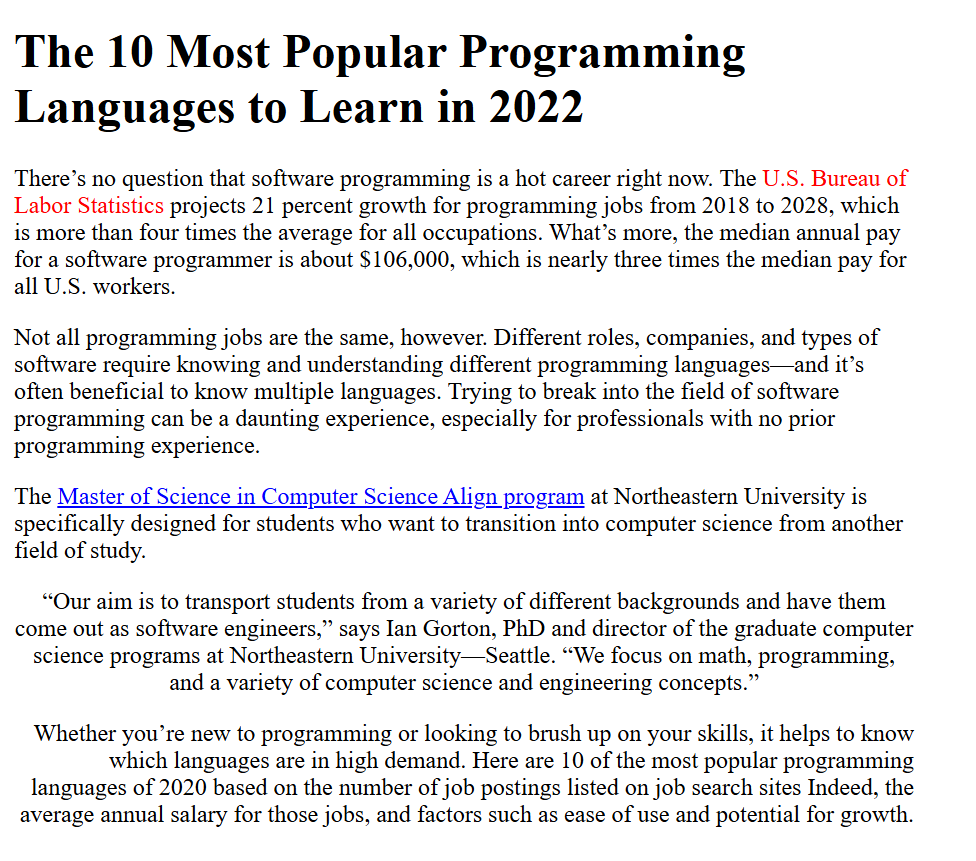 The 10 Most Popular Programming
Languages to Learn in 2022
There’s no question that software programming is a hot career right now. The U.S. Bureau of
Labor Statistics projects 21 percent growth for programming jobs from 2018 to 2028, which
is more than four times the average for all occupations. What’s more, the median annual pay
for a software programmer is about $106,000, which is nearly three times the median pay for
all U.S. workers.
Not all programming jobs are the same, however. Different roles, companies, and types of
software require knowing and understanding different programming languages—and it’s
often beneficial to know multiple languages. Trying to break into the field of software
programming can be a daunting experience, especially for professionals with no prior
programming experience.
The Master of Science in Computer Science Align program at Northeastern University is
specifically designed for students who want to transition into computer science from another
field of study.
“Our aim is to transport students from a variety of different backgrounds and have them
come out as software engineers,” says Ian Gorton, PhD and director of the graduate computer
science programs at Northeastern University—Seattle. “We focus on math, programming,
and a variety of computer science and engineering concepts.”
Whether you’re new to programming or looking to brush up on your skills, it helps to know
which languages are in high demand. Here are 10 of the most popular programming
languages of 2020 based on the number of job postings listed on job search sites Indeed, the
average annual salary for those jobs, and factors such as ease of use and potential for growth.